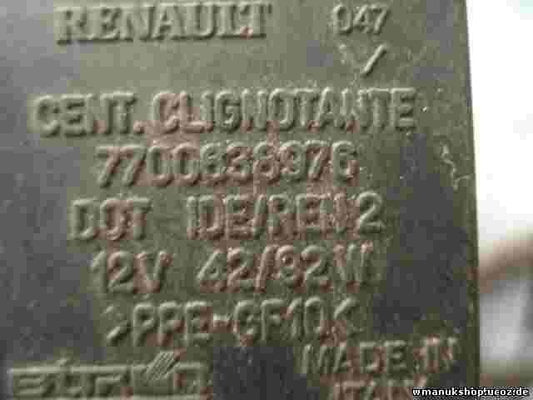 RENAULT 047
CENT. CLIGNOTANTE
7700838976
DOT IDE/REN 2
12V 42/92W
>PPE-GF10<
MADE IN
ITALY
wmanukshop.ucoz.de